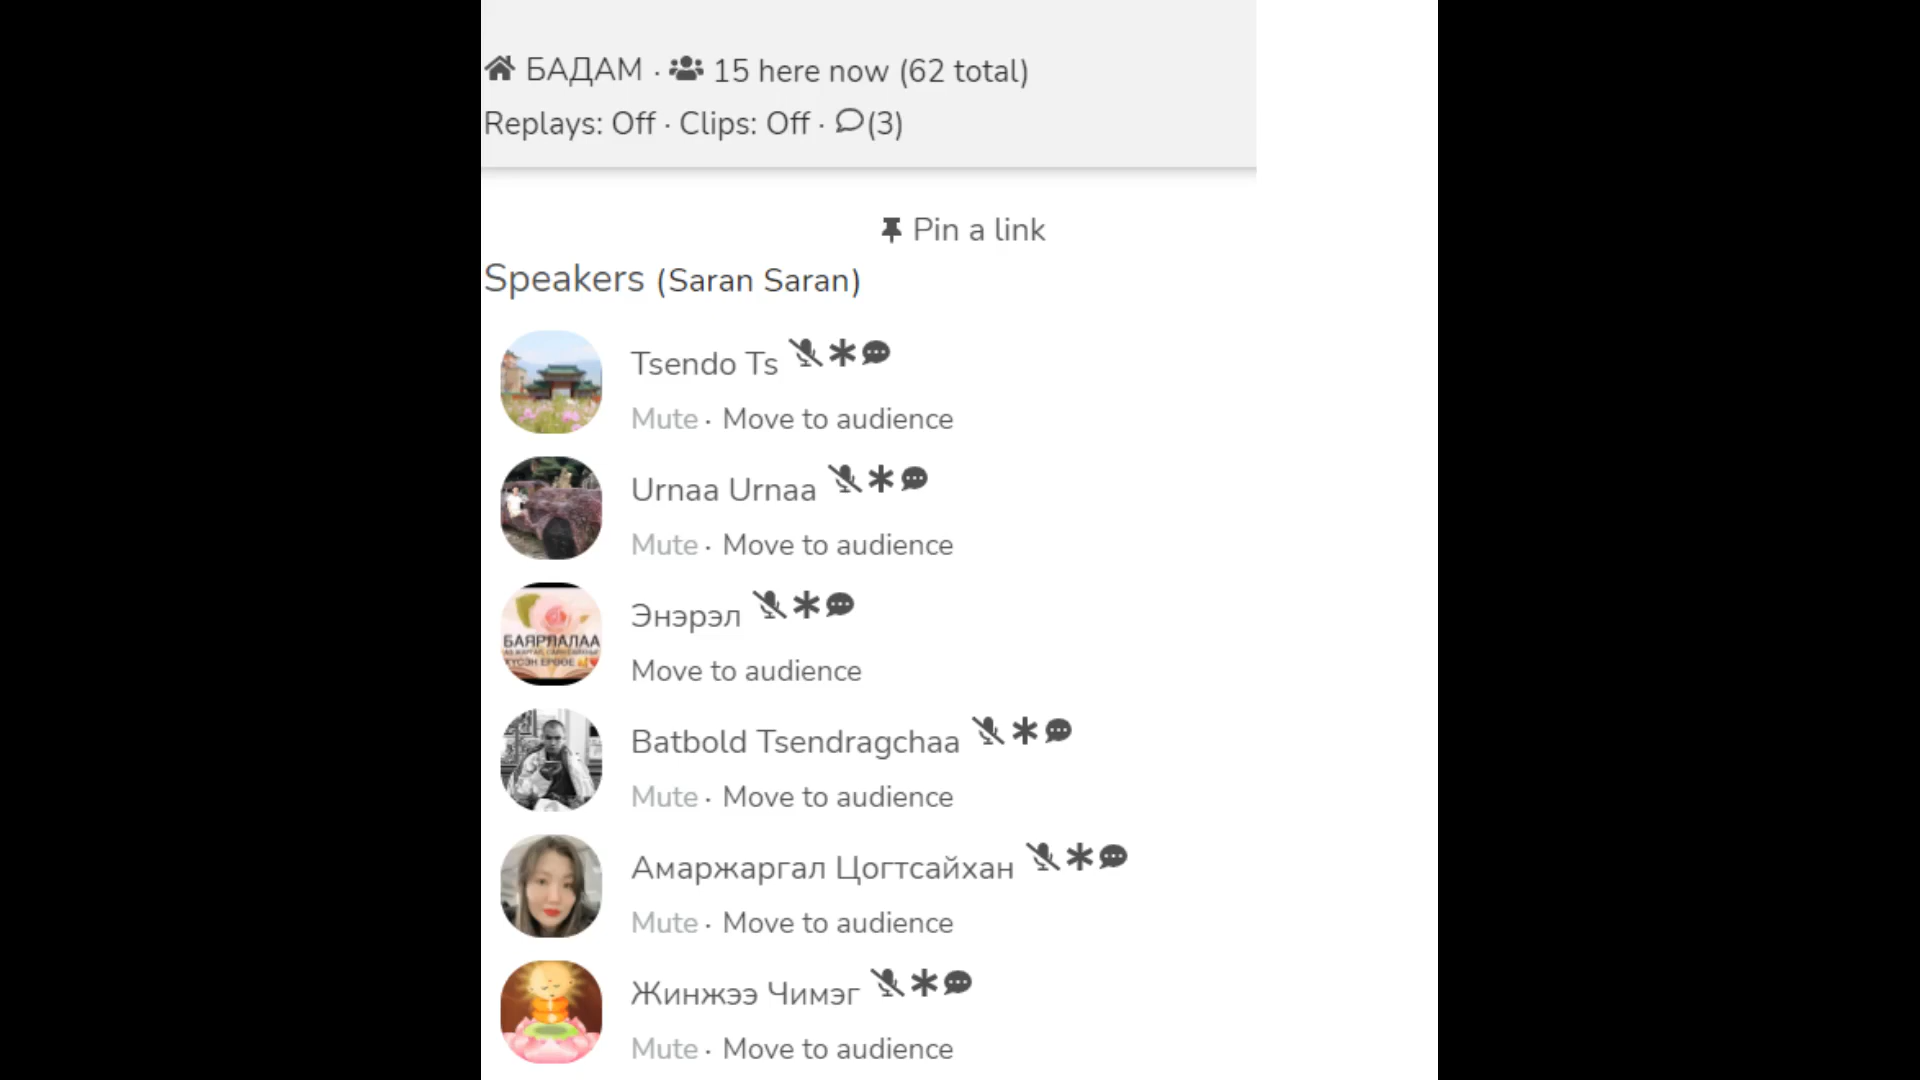 БАДАМ · 15 here now (62 total)
Replays: Off · Clips: Off · (3)
Pin a link
Speakers (Saran Saran)
Tsendo Ts
Mute · Move to audience
Urnaa Urnaa
Mute · Move to audience
Энэрэл
БАЯРЛАЛАА
Move to audience
Batbold Tsendragchaa
Mute · Move to audience
Амаржаргал Цогтсайхан
Mute · Move to audience
Жинжээ Чимэг
Mute · Move to audience